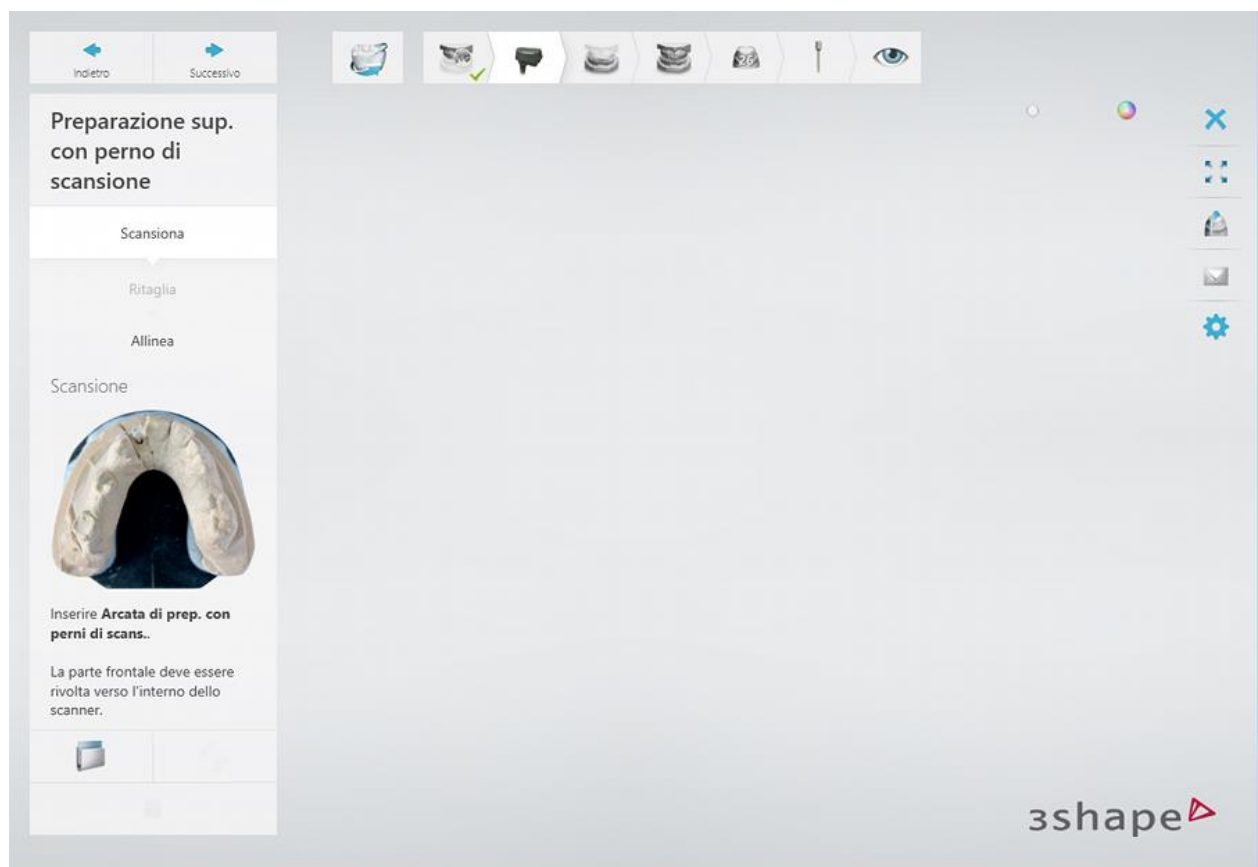 Indietro
Successivo
Preparazione sup.
con perno di
scansione
Scansiona
Ritaglia
Allinea
Scansione
Inserire Arcata di prep. con
perni di scans..
La parte frontale deve essere
rivolta verso l'interno dello
scanner.
26
3shape